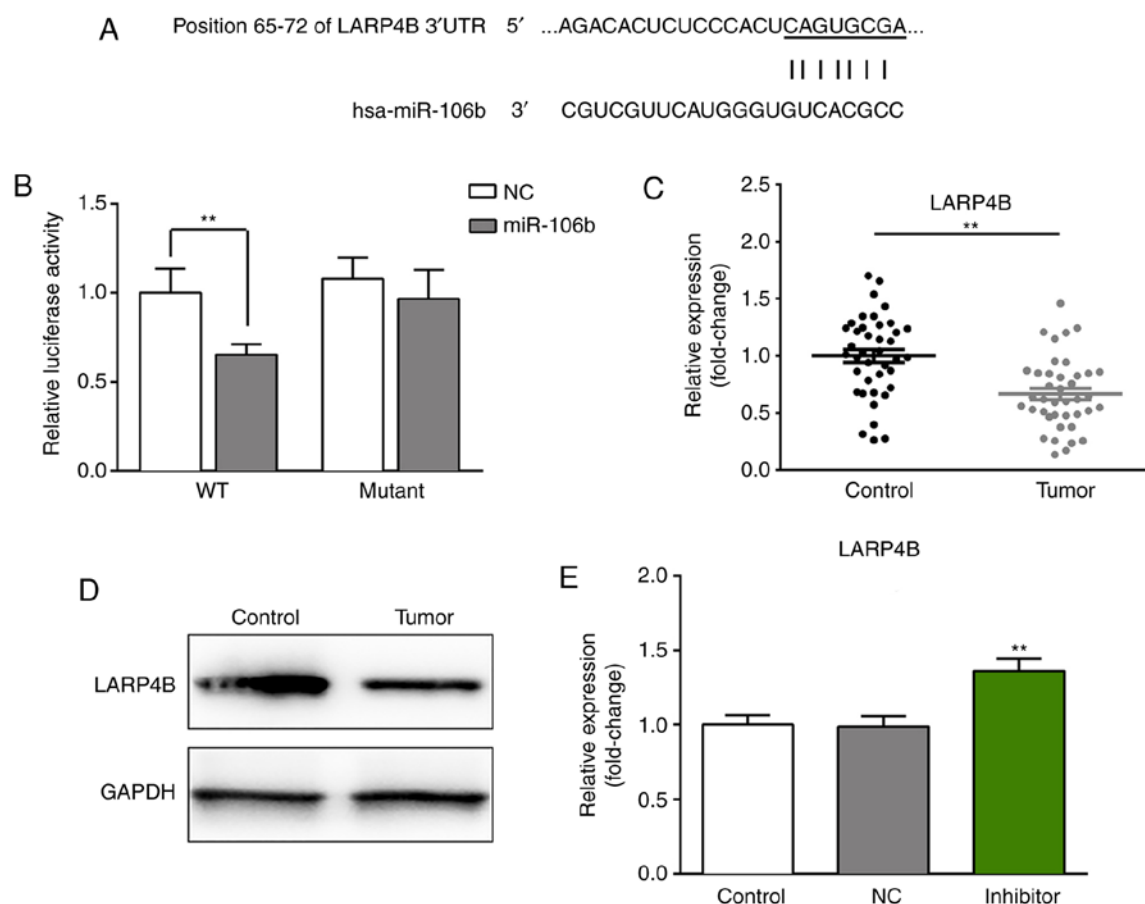 A
Position 65-72 of LARP4B 3′UTR 5′ ...AGACACUCUCCCACUCAGUGCGA...
hsa-miR-106b 3′ CGUCGUUCAUGGGUGUCACGCC
B
NC
miR-106b
**
Relative luciferase activity
1.5
1.0
0.5
0.0
WT Mutant
C
LARP4B
**
Relative expression
(fold-change)
2.5
2.0
1.5
1.0
0.5
0.0
Control Tumor
D
Control Tumor
LARP4B
GAPDH
E
LARP4B
**
Relative expression
(fold-change)
2.0
1.5
1.0
0.5
0.0
Control NC Inhibitor